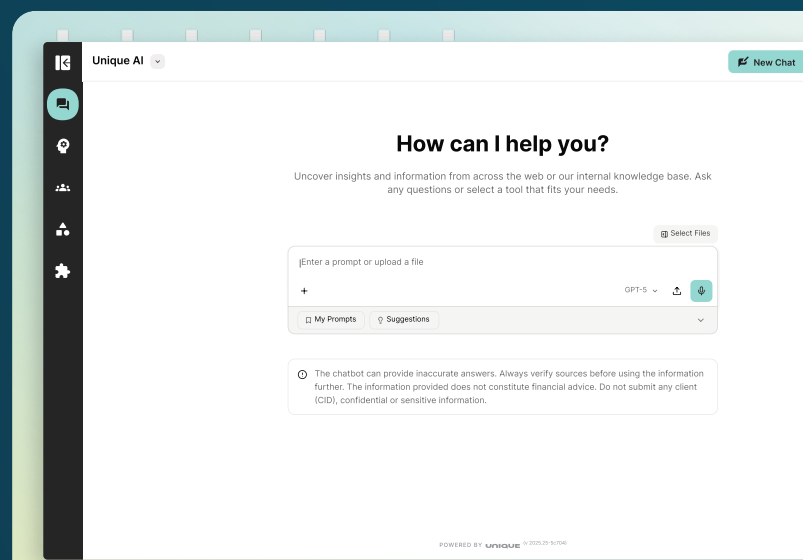 Unique AI
New Chat
How can I help you?
Uncover insights and information from across the web or our internal knowledge base. Ask
any questions or select a tool that fits your needs.
Select Files
Enter a prompt or upload a file
GPT-5
My Prompts
Suggestions
The chatbot can provide inaccurate answers. Always verify sources before using the information
further. The information provided does not constitute financial advice. Do not submit any client
(CID), confidential or sensitive information.
POWERED BY UNIQUE